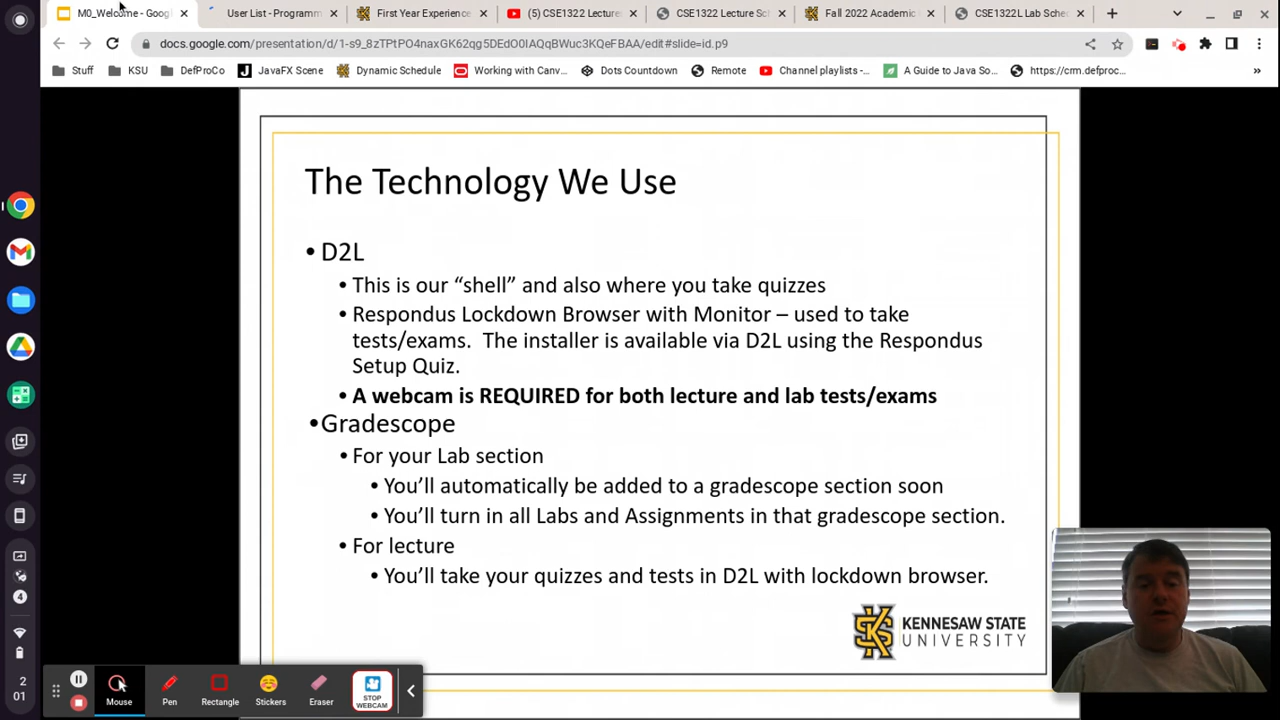 M0_Welcome - Goog
User List - Programm
First Year Experience
(5) CSE1322 Lecture
CSE1322 Lecture Sc
Fall 2022 Academic
CSE1322L Lab Sche
docs.google.com/presentation/d/1-s9_8zTPtPO4naxGK62qg5DEdO0IAQqBWuc3KQeFBAA/edit#slide=id.p9
Stuff
KSU
DefProCo
JavaFX Scene
Dynamic Schedule
Working with Canv...
Dots Countdown
Remote
Channel playlists -...
A Guide to Java So...
https://crm.defproc...
»
The Technology We Use
• D2L
• This is our “shell” and also where you take quizzes
• Respondus Lockdown Browser with Monitor – used to take
tests/exams. The installer is available via D2L using the Respondus
Setup Quiz.
• A webcam is REQUIRED for both lecture and lab tests/exams
•Gradescope
• For your Lab section
• You’ll automatically be added to a gradescope section soon
• You’ll turn in all Labs and Assignments in that gradescope section.
• For lecture
• You’ll take your quizzes and tests in D2L with lockdown browser.
KENNESAW STATE
UNIVERSITY
4
2
01
Mouse
Pen
Rectangle
Stickers
Eraser
STOP
WEBCAM